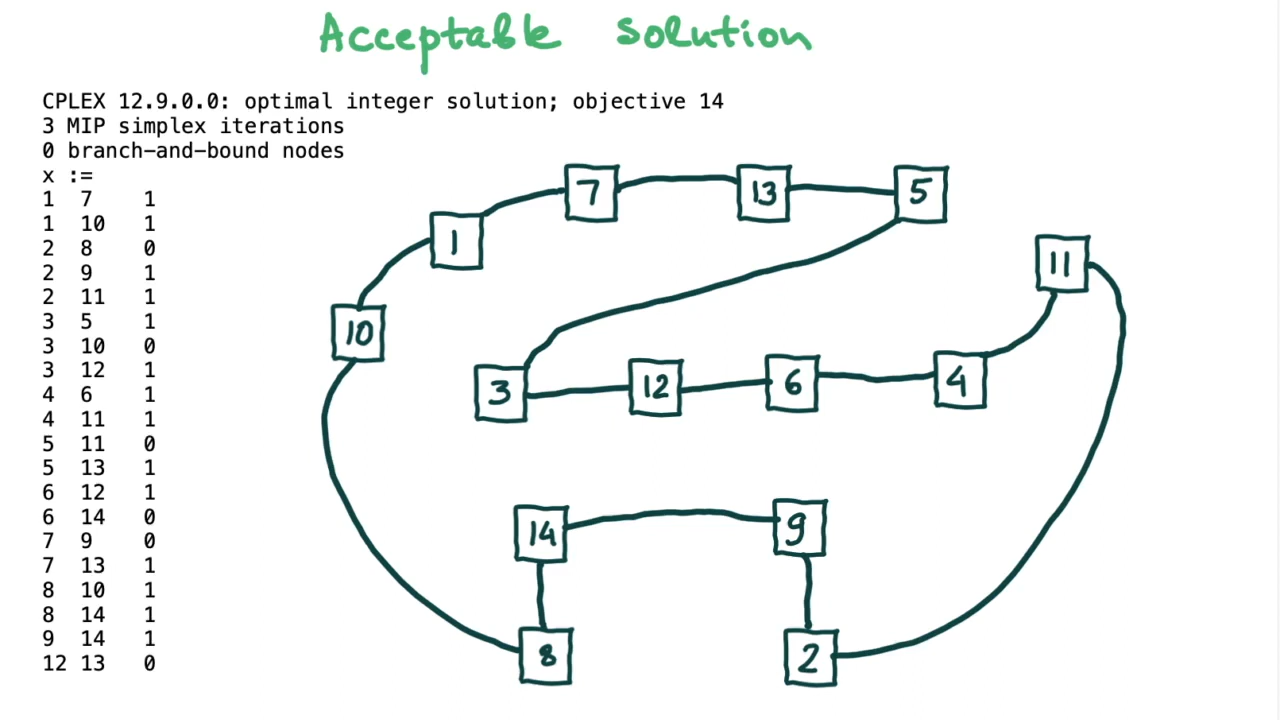 Acceptable solution
CPLEX 12.9.0.0: optimal integer solution; objective 14
3 MIP simplex iterations
0 branch-and-bound nodes
x :=
1 7 1
1 10 1
2 8 0
2 9 1
2 11 1
3 5 1
3 10 0
3 12 1
4 6 1
4 11 1
5 11 0
5 13 1
6 12 1
6 14 0
7 9 0
7 13 1
8 10 1
8 14 1
9 14 1
12 13 0
7
13
5
1
11
10
3
12
6
4
14
9
8
2